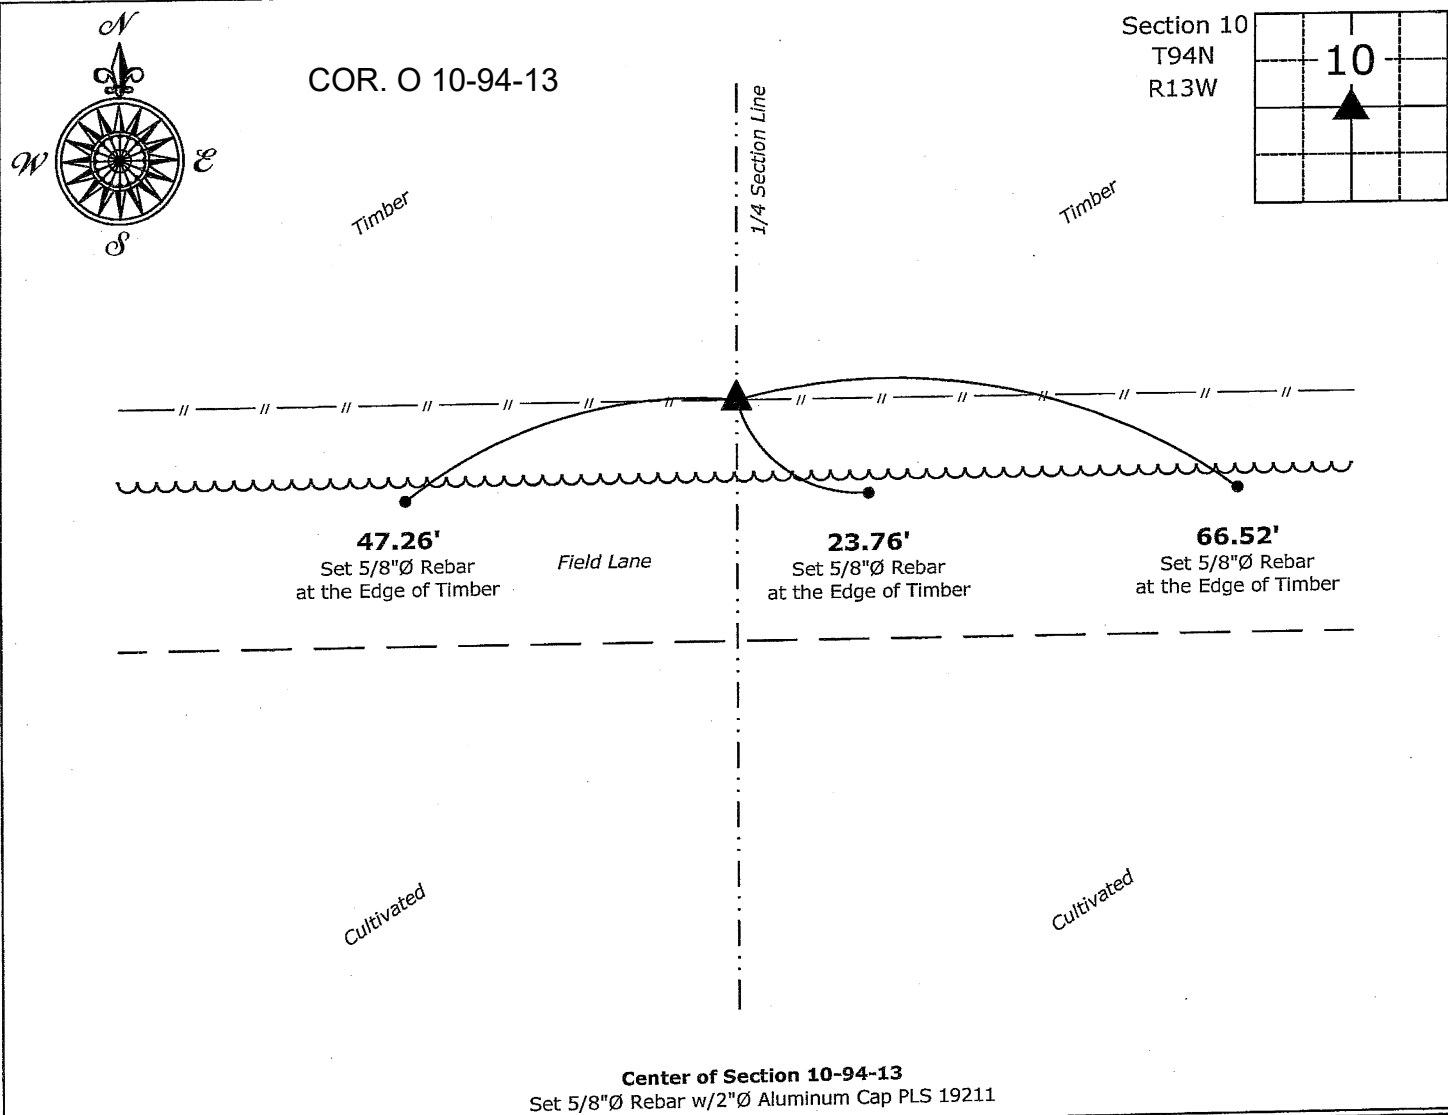 N
W
E
S
COR. O 10-94-13
Section 10
T94N
R13W
10
1/4 Section Line
Timber
Timber
47.26'
Set 5/8"Ø Rebar
at the Edge of Timber
Field Lane
23.76'
Set 5/8"Ø Rebar
at the Edge of Timber
66.52'
Set 5/8"Ø Rebar
at the Edge of Timber
Cultivated
Cultivated
Center of Section 10-94-13
Set 5/8"Ø Rebar w/2"Ø Aluminum Cap PLS 19211